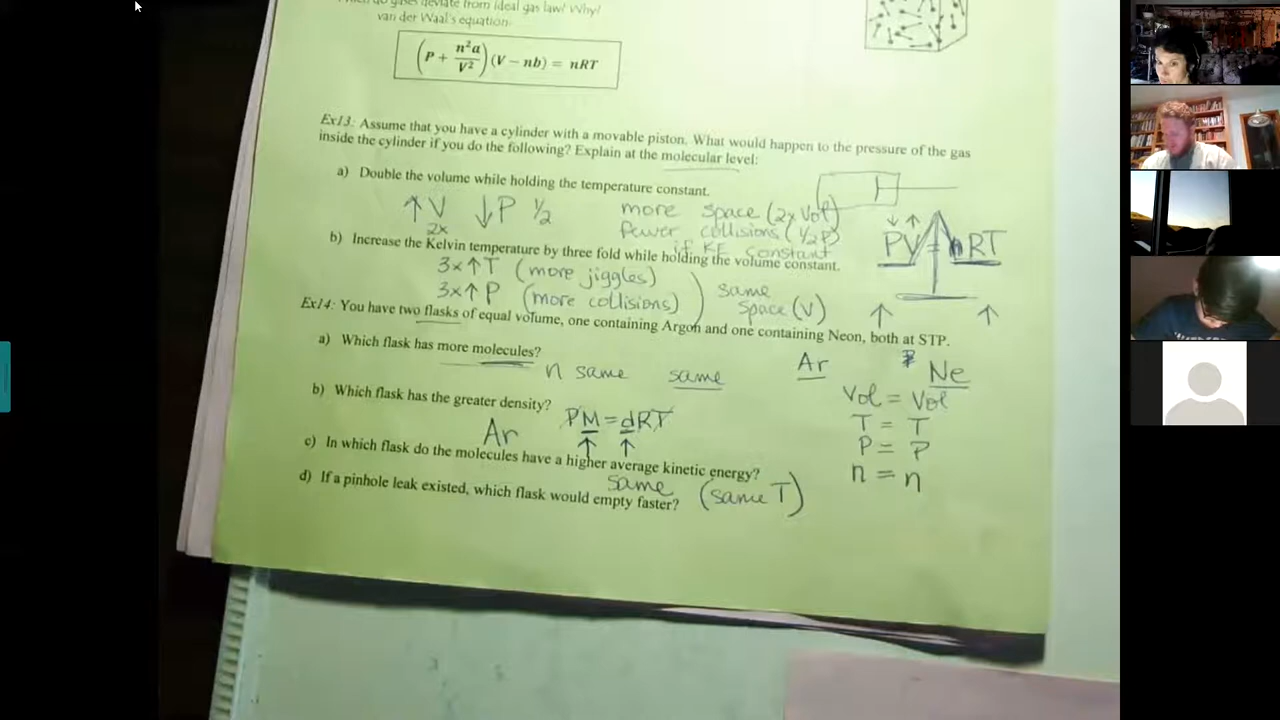 deviate from ideal gas law? Why?
van der Waal's equation
(P + n²a/V²)(V − nb) = nRT
Ex13: Assume that you have a cylinder with a movable piston. What would happen to the pressure of the gas
inside the cylinder if you do the following? Explain at the molecular level:
a) Double the volume while holding the temperature constant.
↑V ↓P ½ more space (2x Vol)
2x fewer collisions (½P)
if KE constant
↓ ↑
PV = nRT
b) Increase the Kelvin temperature by three fold while holding the volume constant.
3x↑T (more jiggles)
3x↑P (more collisions) ) same
space (V) ↑ ↑
Ex14: You have two flasks of equal volume, one containing Argon and one containing Neon, both at STP.
a) Which flask has more molecules?
n same same
Ar Ne
Vol = Vol
T = T
P = P
n = n
b) Which flask has the greater density?
Ar PM = dRT
↑ ↑
c) In which flask do the molecules have a higher average kinetic energy?
same (same T)
d) If a pinhole leak existed, which flask would empty faster?